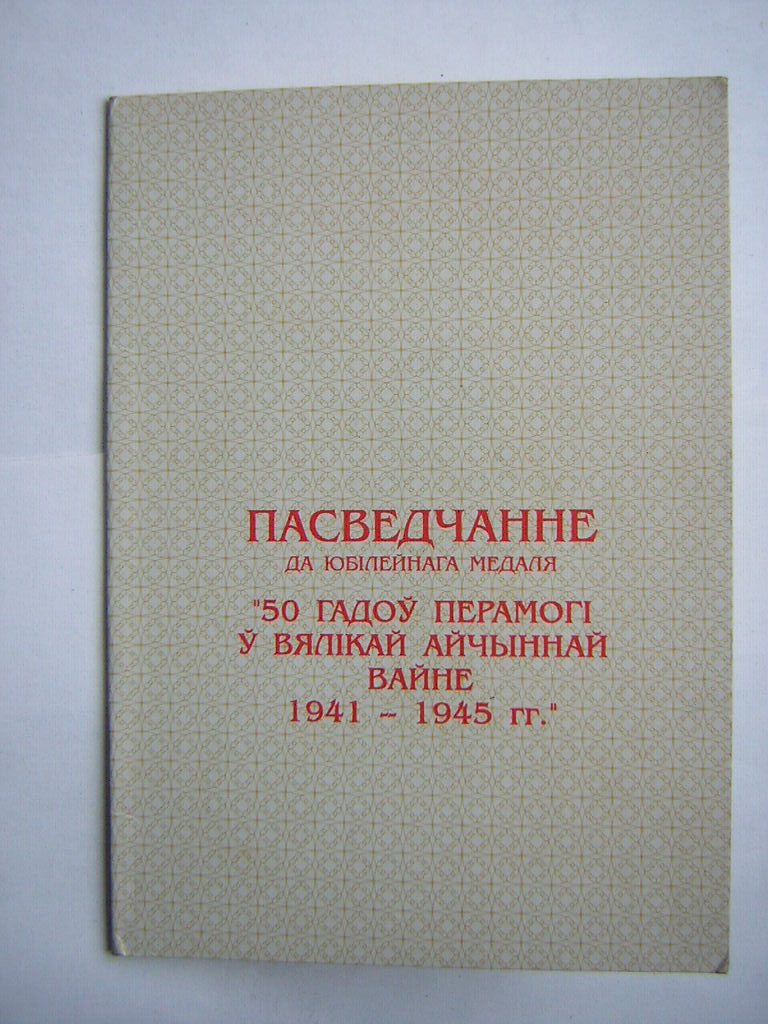 ПАСВЕДЧАННЕ
ДА ЮБІЛЕЙНАГА МЕДАЛЯ
"50 ГАДОЎ ПЕРАМОГІ
Ў ВЯЛІКАЙ АЙЧЫННАЙ
ВАЙНЕ
1941 – 1945 гг."